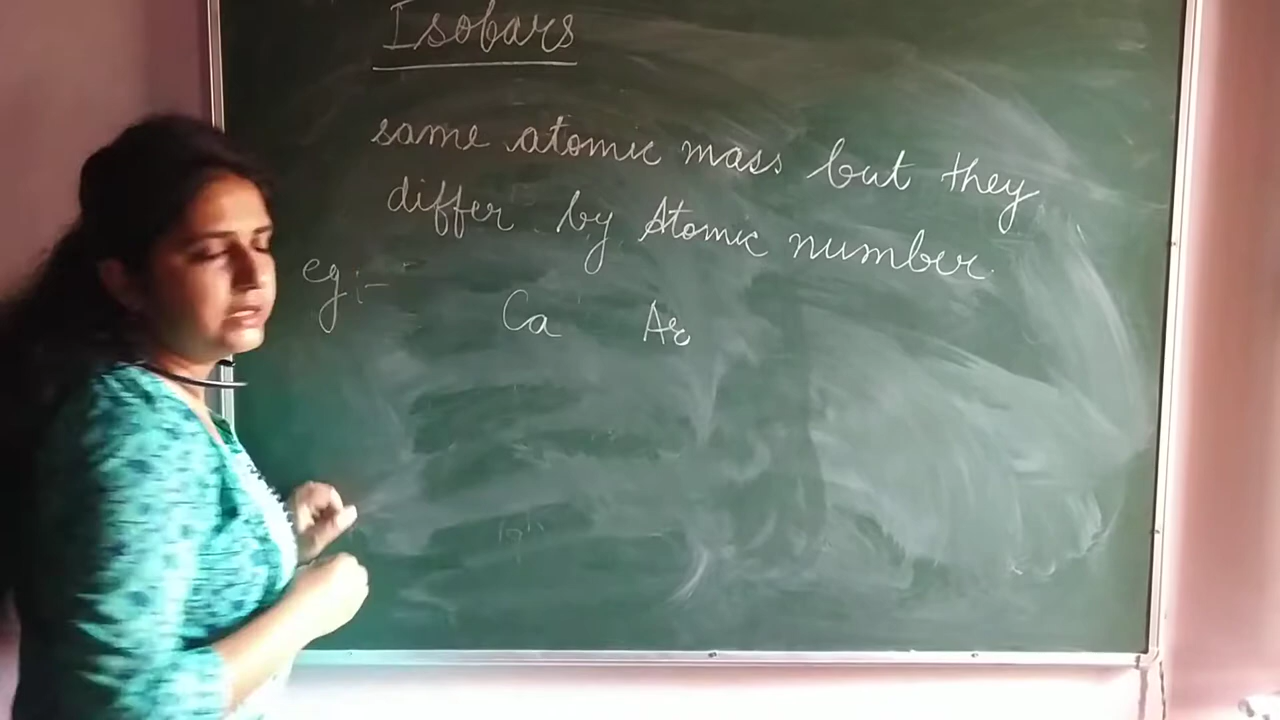 Isobars
same atomic mass but they
differ by Atomic number.
eg:-
Ca Ar